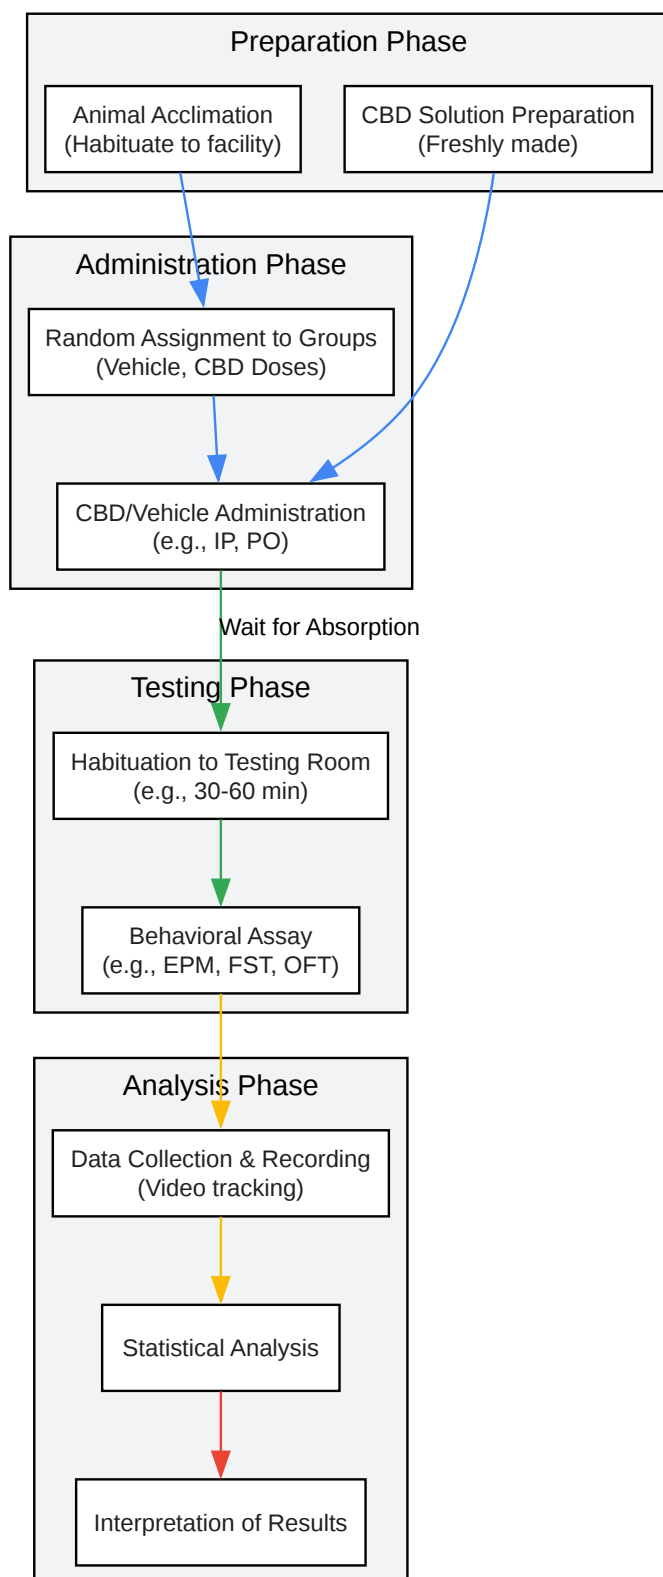 Preparation Phase
Animal Acclimation
(Habituate to facility)
CBD Solution Preparation
(Freshly made)
Administration Phase
Random Assignment to Groups
(Vehicle, CBD Doses)
CBD/Vehicle Administration
(e.g., IP, PO)
Wait for Absorption
Testing Phase
Habituation to Testing Room
(e.g., 30-60 min)
Behavioral Assay
(e.g., EPM, FST, OFT)
Analysis Phase
Data Collection & Recording
(Video tracking)
Statistical Analysis
Interpretation of Results